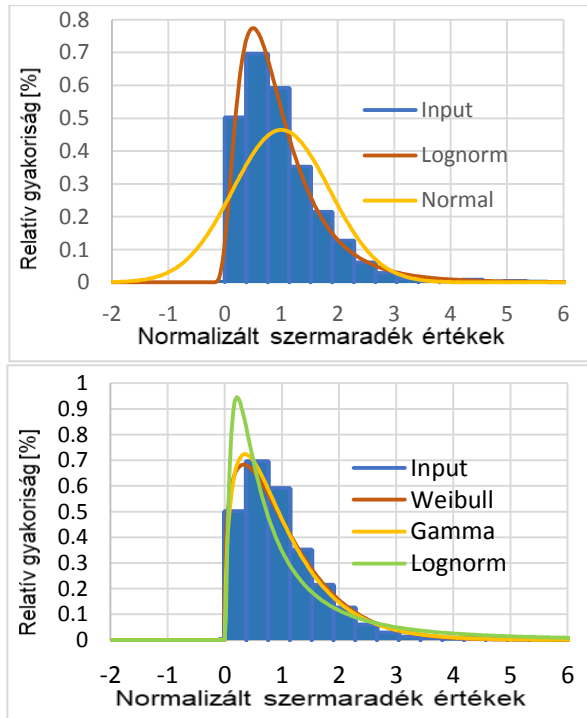 0.8
0.7
0.6
0.5
0.4
0.3
0.2
0.1
0
Relatív gyakoriság [%]
Input
Lognorm
Normal
-2 -1 0 1 2 3 4 5 6
Normalizált szermaradék értékek
1
0.9
0.8
0.7
0.6
0.5
0.4
0.3
0.2
0.1
0
Relatív gyakoriság [%]
Input
Weibull
Gamma
Lognorm
-2 -1 0 1 2 3 4 5 6
Normalizált szermaradék értékek